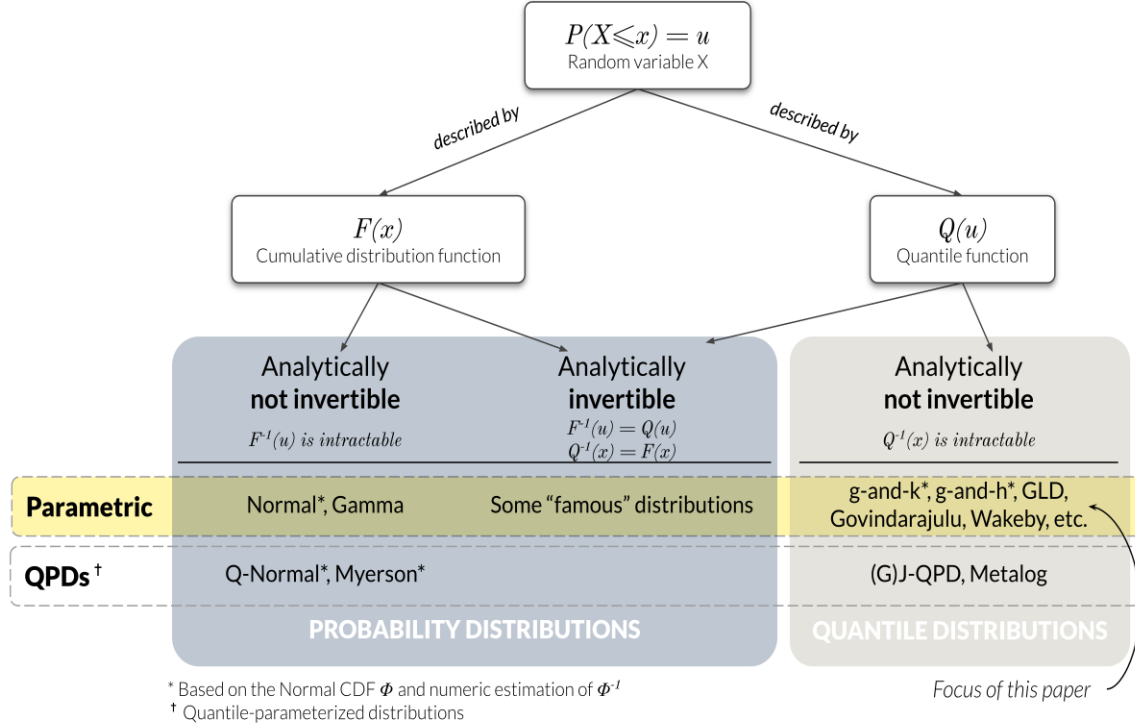 P(X⩽x) = u
Random variable X
described by
described by
F(x)
Cumulative distribution function
Q(u)
Quantile function
Analytically
not invertible
F⁻¹(u) is intractable
Analytically
invertible
F⁻¹(u) = Q(u)
Q⁻¹(x) = F(x)
Analytically
not invertible
Q⁻¹(x) is intractable
Parametric
Normal*, Gamma
Some “famous” distributions
g-and-k*, g-and-h*, GLD,
Govindarajulu, Wakeby, etc.
QPDs †
Q-Normal*, Myerson*
(G)J-QPD, Metalog
PROBABILITY DISTRIBUTIONS
QUANTILE DISTRIBUTIONS
* Based on the Normal CDF Φ and numeric estimation of Φ⁻¹
† Quantile-parameterized distributions
Focus of this paper